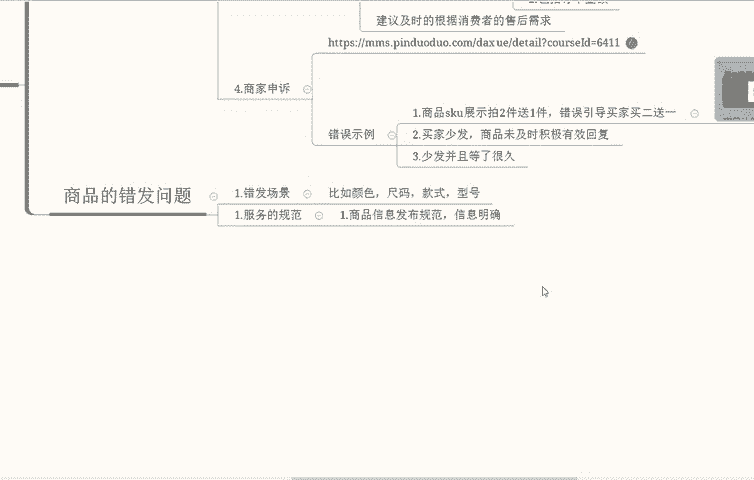 建议及时的根据消费者的售后需求
https://mms.pinduoduo.com/daxue/detail?courseId=6411
4.商家申诉
1.商品sku展示拍2件送1件，错误引导买家买二送一
错误示例
2.买家少发，商品未及时积极有效回复
3.少发并且等了很久
商品的错发问题
1.错发场景
比如颜色，尺码，款式，型号
1.服务的规范
1.商品信息发布规范，信息明确